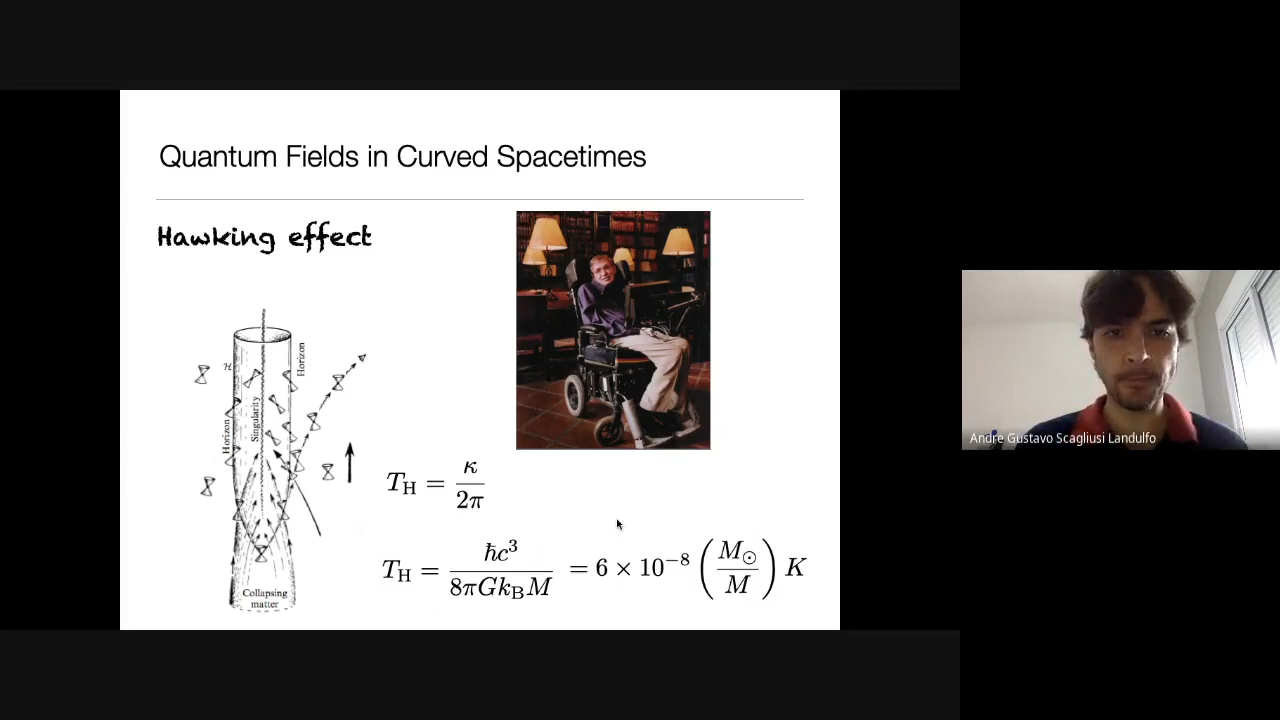 Quantum Fields in Curved Spacetimes
Hawking effect
Horizon
H
Singularity
Horizon
Collapsing
matter
T_H = κ / 2π
T_H = ħc³ / 8πGk_BM = 6 × 10⁻⁸ (M_⊙ / M) K
Andre Gustavo Scagliusi Landulfo